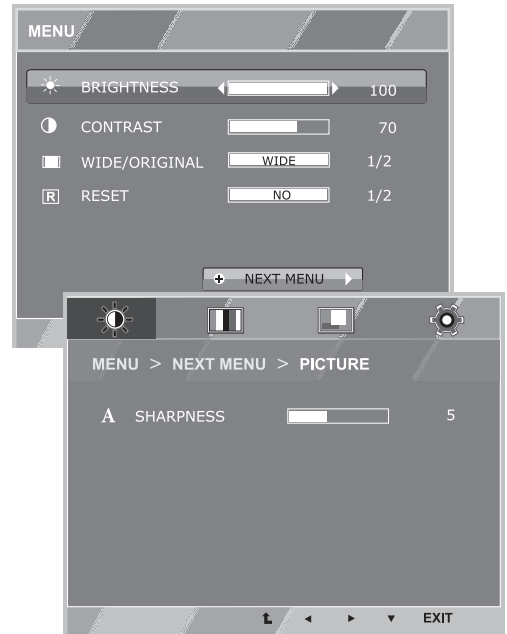 MENU
BRIGHTNESS 100
CONTRAST 70
WIDE/ORIGINAL WIDE 1/2
R RESET NO 1/2
NEXT MENU
MENU > NEXT MENU > PICTURE
A SHARPNESS 5
EXIT